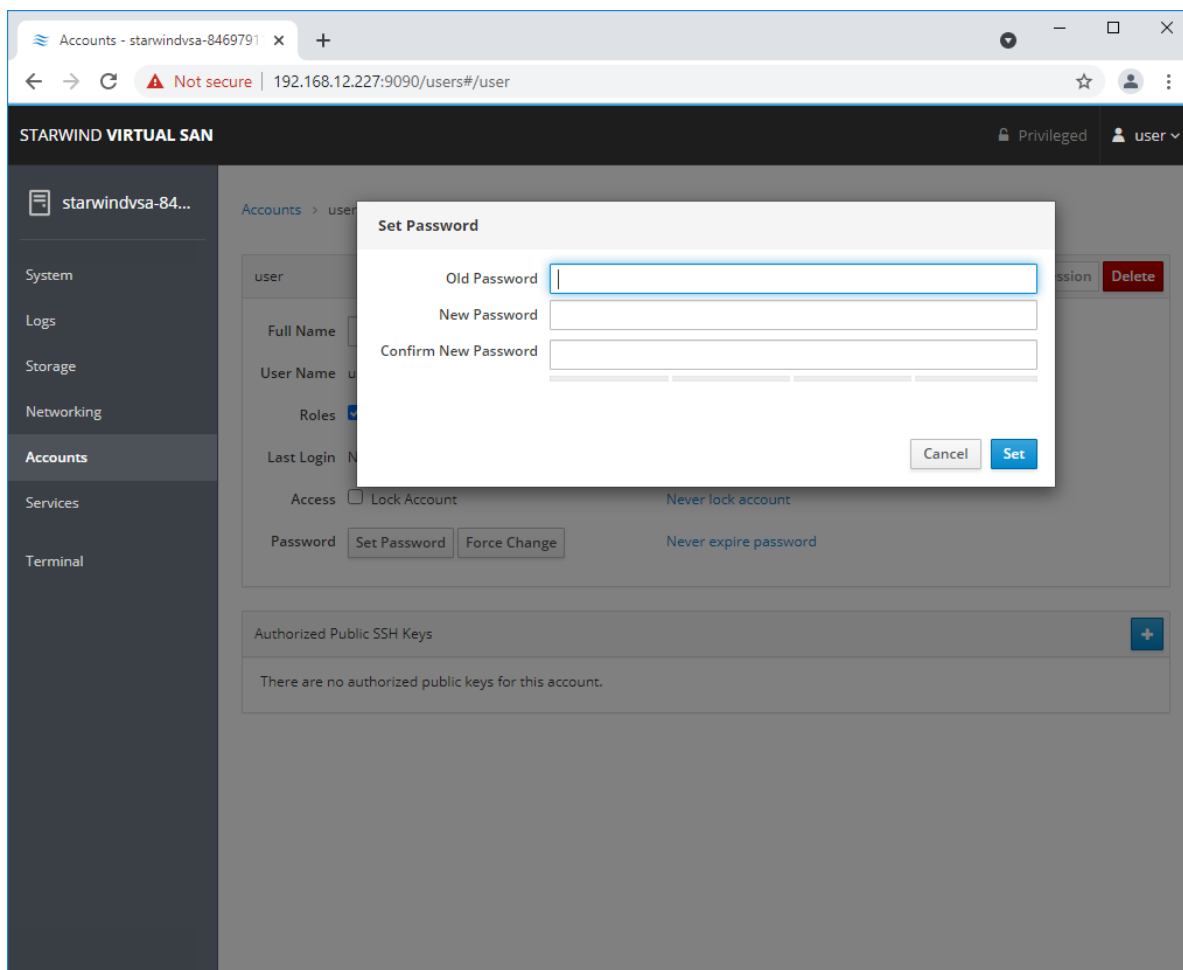 Accounts - starwindvsa-8469791
Not secure | 192.168.12.227:9090/users#/user
STARWIND VIRTUAL SAN
Privileged
user
starwindvsa-84...
System
Logs
Storage
Networking
Accounts
Services
Terminal
Accounts > user
user
Delete
Full Name
User Name
Roles
Last Login
Access Lock Account Never lock account
Password Set Password Force Change Never expire password
Set Password
Old Password
New Password
Confirm New Password
Cancel Set
Authorized Public SSH Keys
There are no authorized public keys for this account.